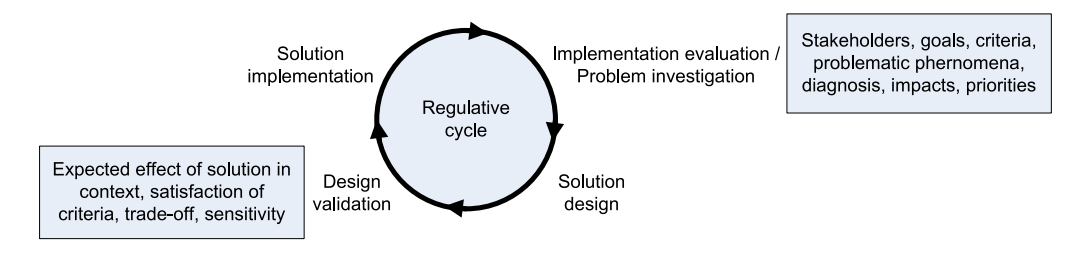 Solution
implementation
Implementation evaluation /
Problem investigation
Stakeholders, goals, criteria,
problematic phernomena,
diagnosis, impacts, priorities
Regulative
cycle
Expected effect of solution in
context, satisfaction of
criteria, trade-off, sensitivity
Design
validation
Solution
design